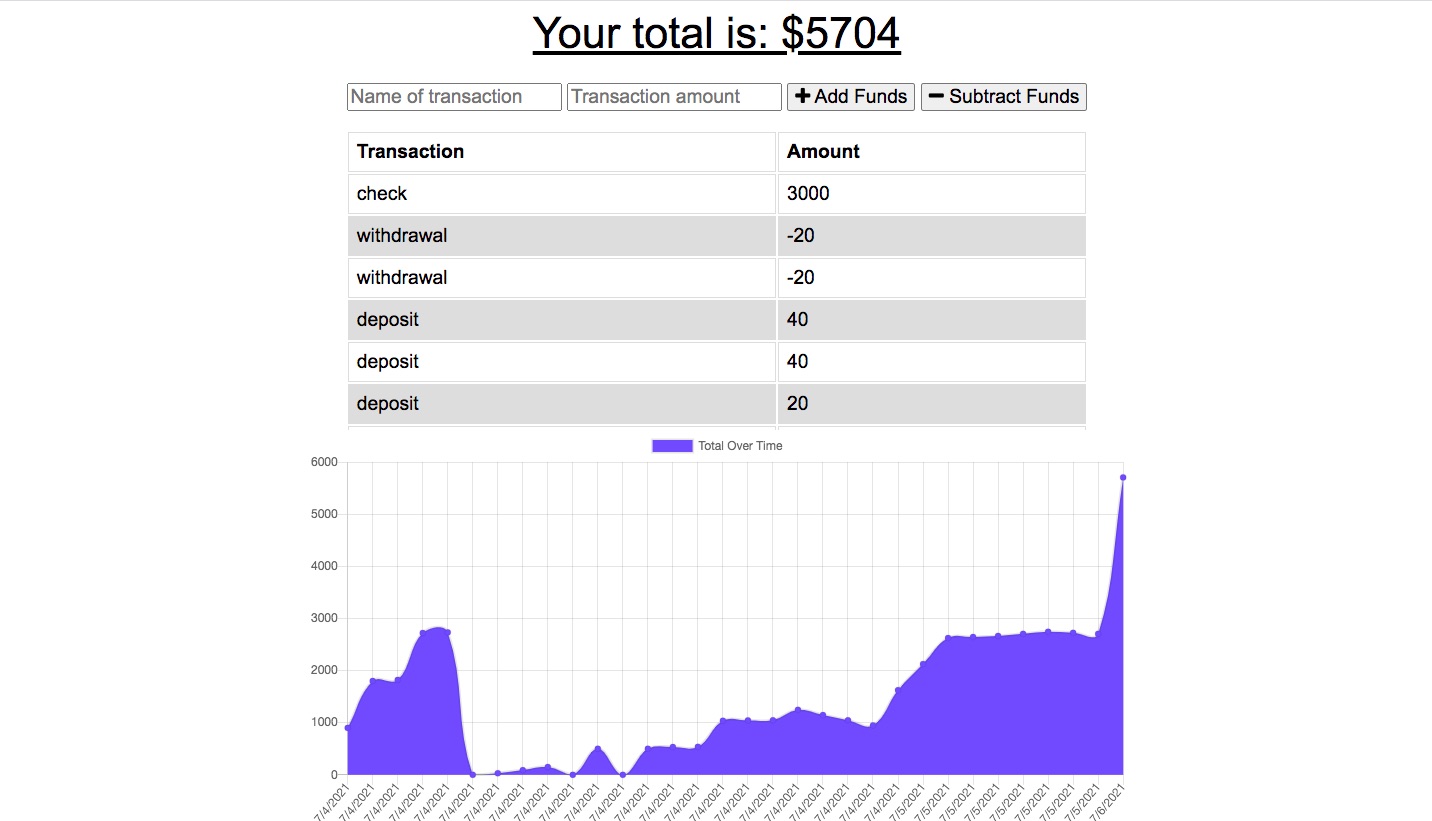 Your total is: $5704
Name of transaction Transaction amount Add Funds Subtract Funds
Transaction Amount
check 3000
withdrawal -20
withdrawal -20
deposit 40
deposit 40
deposit 20
Total Over Time
6000
5000
4000
3000
2000
1000
0
7/4/2021 7/4/2021 7/4/2021 7/4/2021 7/4/2021 7/4/2021 7/4/2021 7/4/2021 7/4/2021 7/4/2021 7/4/2021 7/4/2021 7/4/2021 7/4/2021 7/4/2021 7/4/2021 7/4/2021 7/4/2021 7/4/2021 7/4/2021 7/4/2021 7/4/2021 7/4/2021 7/5/2021 7/5/2021 7/5/2021 7/5/2021 7/5/2021 7/5/2021 7/5/2021 7/5/2021 7/6/2021